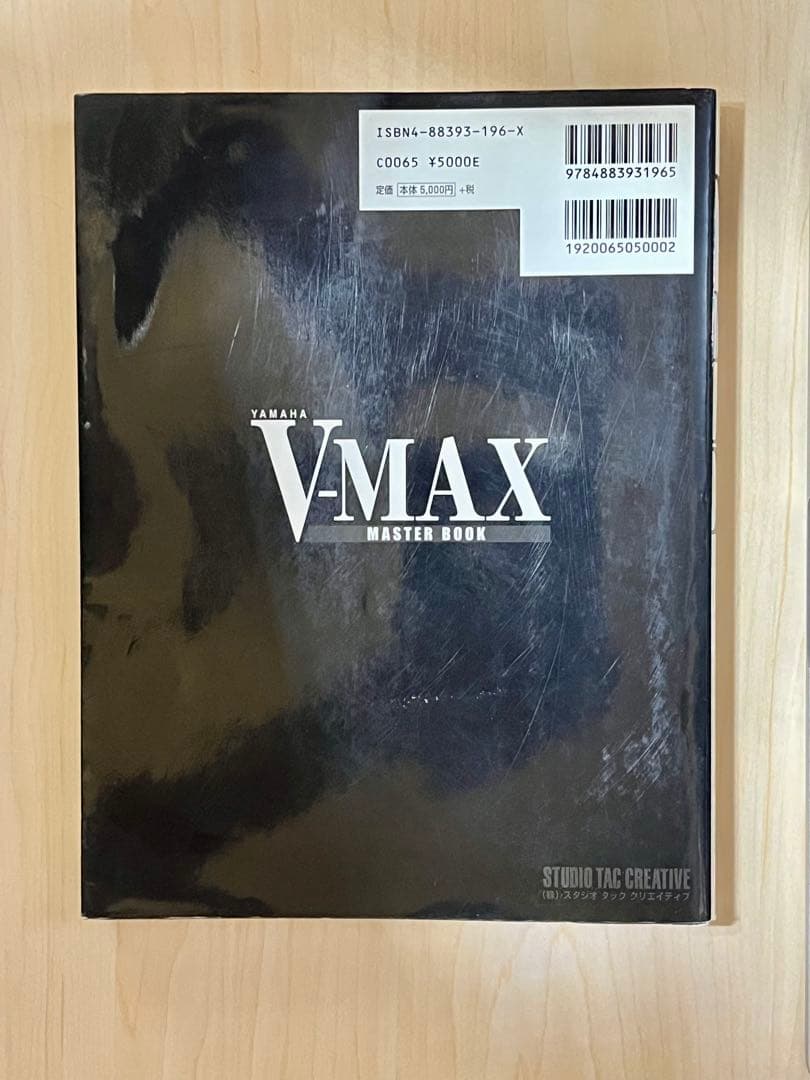 ISBN4-88393-196-X
C0065 ¥5000E
定価 本体 5,000円 +税
9784883931965
1920065050002
YAMAHA
V-MAX
MASTER BOOK
STUDIO TAC CREATIVE
(株)スタジオ タック クリエイティブ